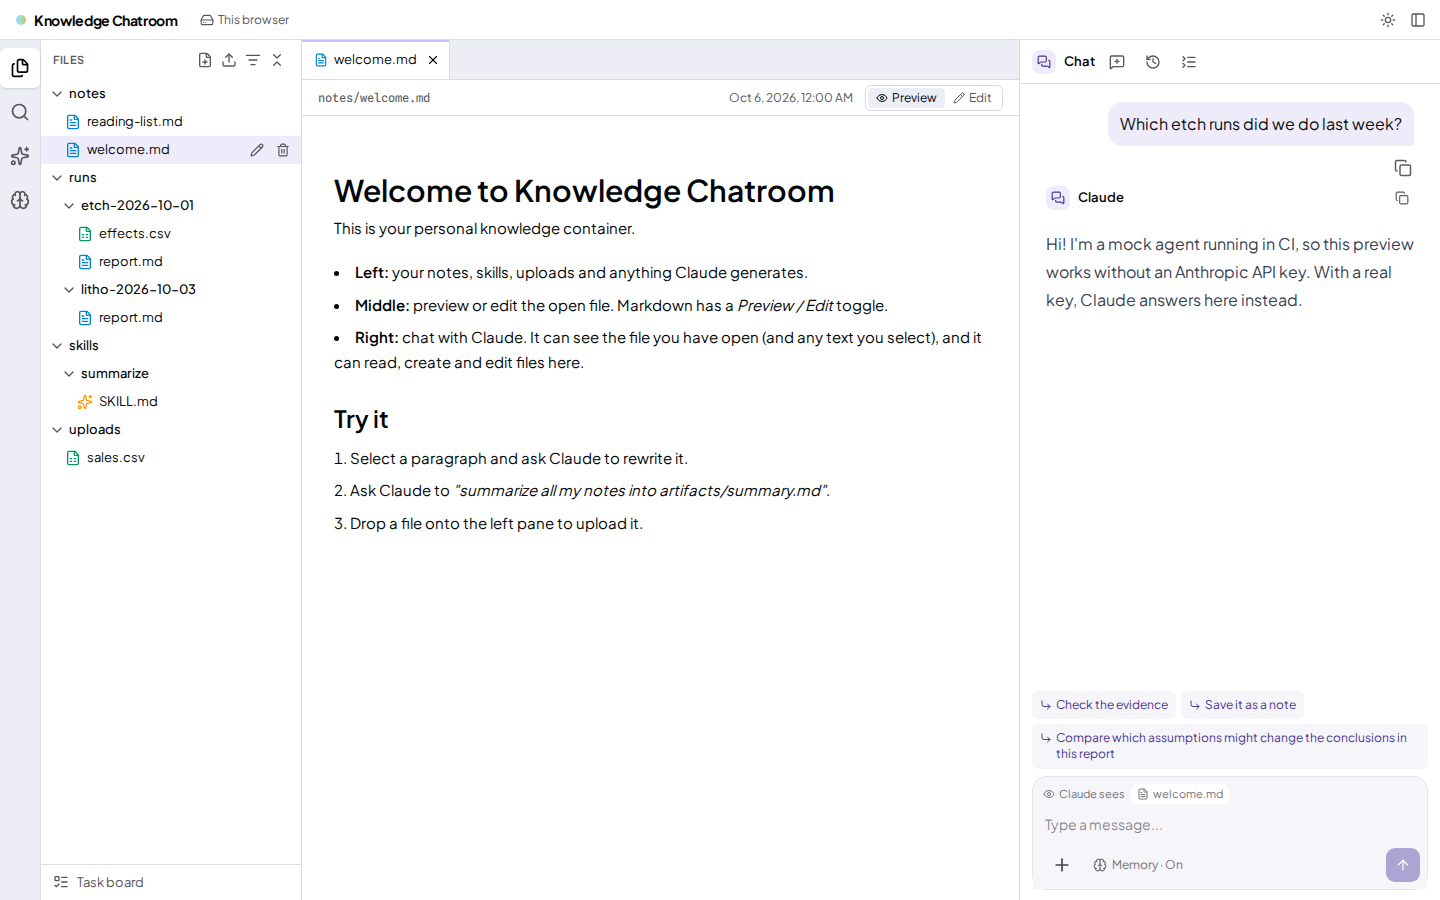 Knowledge Chatroom
This browser
FILES
notes
reading-list.md
welcome.md
runs
etch-2026-10-01
effects.csv
report.md
litho-2026-10-03
report.md
skills
summarize
SKILL.md
uploads
sales.csv
Task board
welcome.md
notes/welcome.md
Oct 6, 2026, 12:00 AM
Preview
Edit
Welcome to Knowledge Chatroom
This is your personal knowledge container.
• Left: your notes, skills, uploads and anything Claude generates.
• Middle: preview or edit the open file. Markdown has a Preview / Edit toggle.
• Right: chat with Claude. It can see the file you have open (and any text you select), and it
can read, create and edit files here.
Try it
1. Select a paragraph and ask Claude to rewrite it.
2. Ask Claude to "summarize all my notes into artifacts/summary.md".
3. Drop a file onto the left pane to upload it.
Chat
Which etch runs did we do last week?
Claude
Hi! I'm a mock agent running in CI, so this preview
works without an Anthropic API key. With a real
key, Claude answers here instead.
Check the evidence
Save it as a note
Compare which assumptions might change the conclusions in
this report
Claude sees
welcome.md
Type a message...
Memory · On